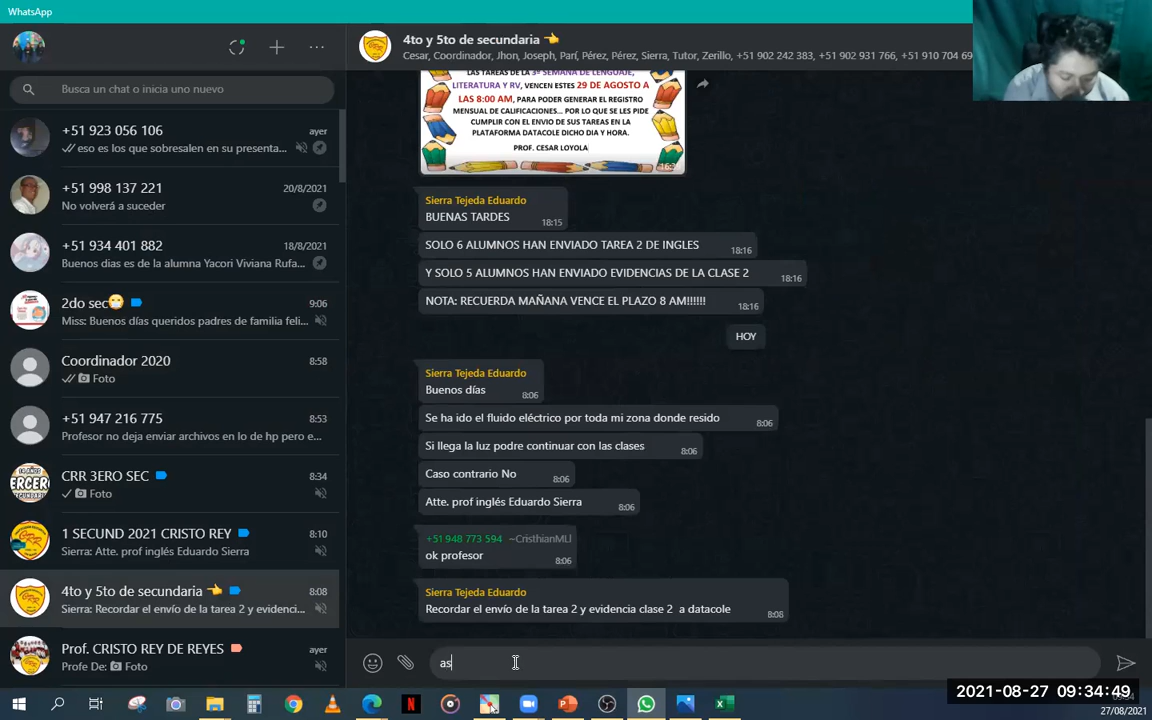 WhatsApp
Busca un chat o inicia uno nuevo
+51 923 056 106
ayer
eso es los que sobresalen en su presenta...
+51 998 137 221
20/8/2021
No volverá a suceder
+51 934 401 882
18/8/2021
Buenos dias es de la alumna Yacori Viviana Rufa...
2do sec
9:06
Miss: Buenos días queridos padres de familia feli...
Coordinador 2020
8:58
Foto
+51 947 216 775
8:53
Profesor no deja enviar archivos en lo de hp pero e...
CRR 3ERO SEC
8:34
Foto
1 SECUND 2021 CRISTO REY
8:10
Sierra: Atte. prof inglés Eduardo Sierra
4to y 5to de secundaria
8:08
Sierra: Recordar el envío de la tarea 2 y evidenci...
Prof. CRISTO REY DE REYES
ayer
Profe De: Foto
4to y 5to de secundaria
Cesar, Coordinador, Jhon, Joseph, Parí, Pérez, Pérez, Sierra, Tutor, Zerillo, +51 902 242 383, +51 902 931 766, +51 910 704 69
LAS TAREAS DE LA 3º SEMANA DE LENGUAJE,
LITERATURA Y RV, VENCEN ESTES 29 DE AGOSTO A
LAS 8:00 AM, PARA PODER GENERAR EL REGISTRO
MENSUAL DE CALIFICACIONES... POR LO QUE SE LES PIDE
CUMPLIR CON EL ENVIO DE SUS TAREAS EN LA
PLATAFORMA DATACOLE DICHO DIA Y HORA.
PROF. CESAR LOYOLA
Sierra Tejeda Eduardo
BUENAS TARDES
18:15
SOLO 6 ALUMNOS HAN ENVIADO TAREA 2 DE INGLES
18:16
Y SOLO 5 ALUMNOS HAN ENVIADO EVIDENCIAS DE LA CLASE 2
18:16
NOTA: RECUERDA MAÑANA VENCE EL PLAZO 8 AM!!!!!!
18:16
HOY
Sierra Tejeda Eduardo
Buenos días
8:06
Se ha ido el fluido eléctrico por toda mi zona donde resido
8:06
Si llega la luz podre continuar con las clases
8:06
Caso contrario No
8:06
Atte. prof inglés Eduardo Sierra
8:06
+51 948 773 594 ~CristhianMLl
ok profesor
8:06
Sierra Tejeda Eduardo
Recordar el envío de la tarea 2 y evidencia clase 2 a datacole
8:08
as
2021-08-27 09:34:49
27/08/2021